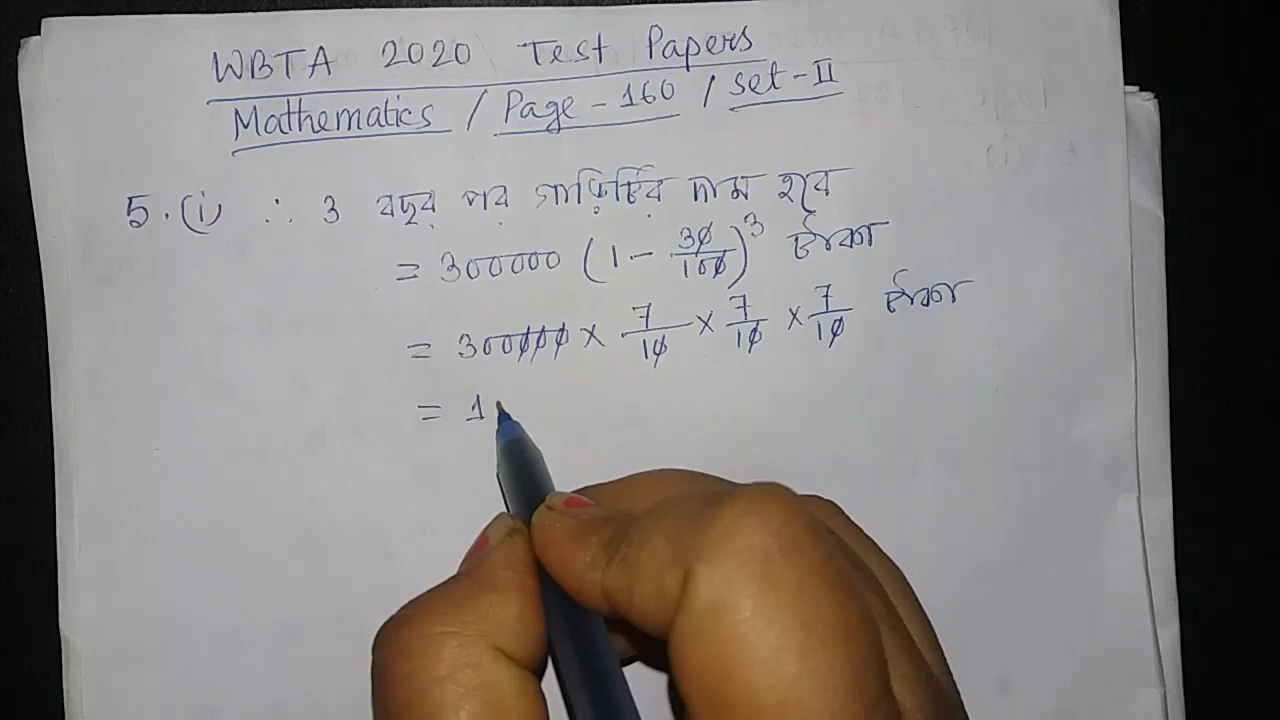 WBTA 2020 Test Papers
Mathematics / Page - 160 / Set - II
5. (i) ∴ 3 বছর পর গাড়িটির দাম হবে
= 300000 (1 - 30/100)³ টাকা
= 300000 × 7/10 × 7/10 × 7/10 টাকা
= 1